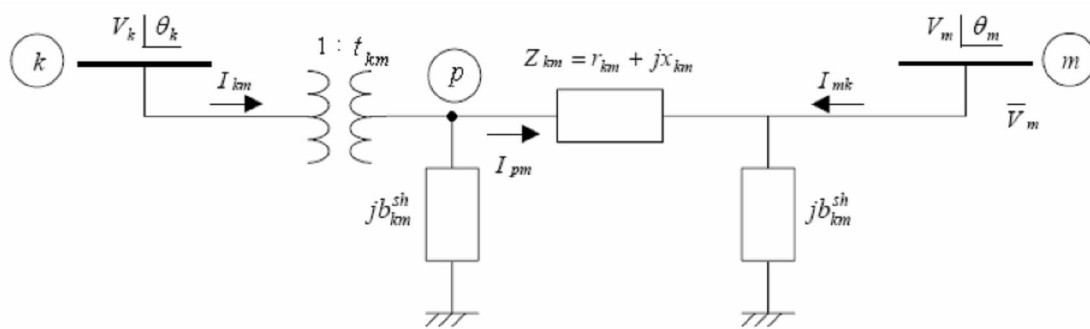 V_k θ_k
k
1 : t_km
I_km
p
Z_km = r_km + jx_km
I_pm
V_m θ_m
m
I_mk
V̅_m
jb_km^sh
jb_km^sh